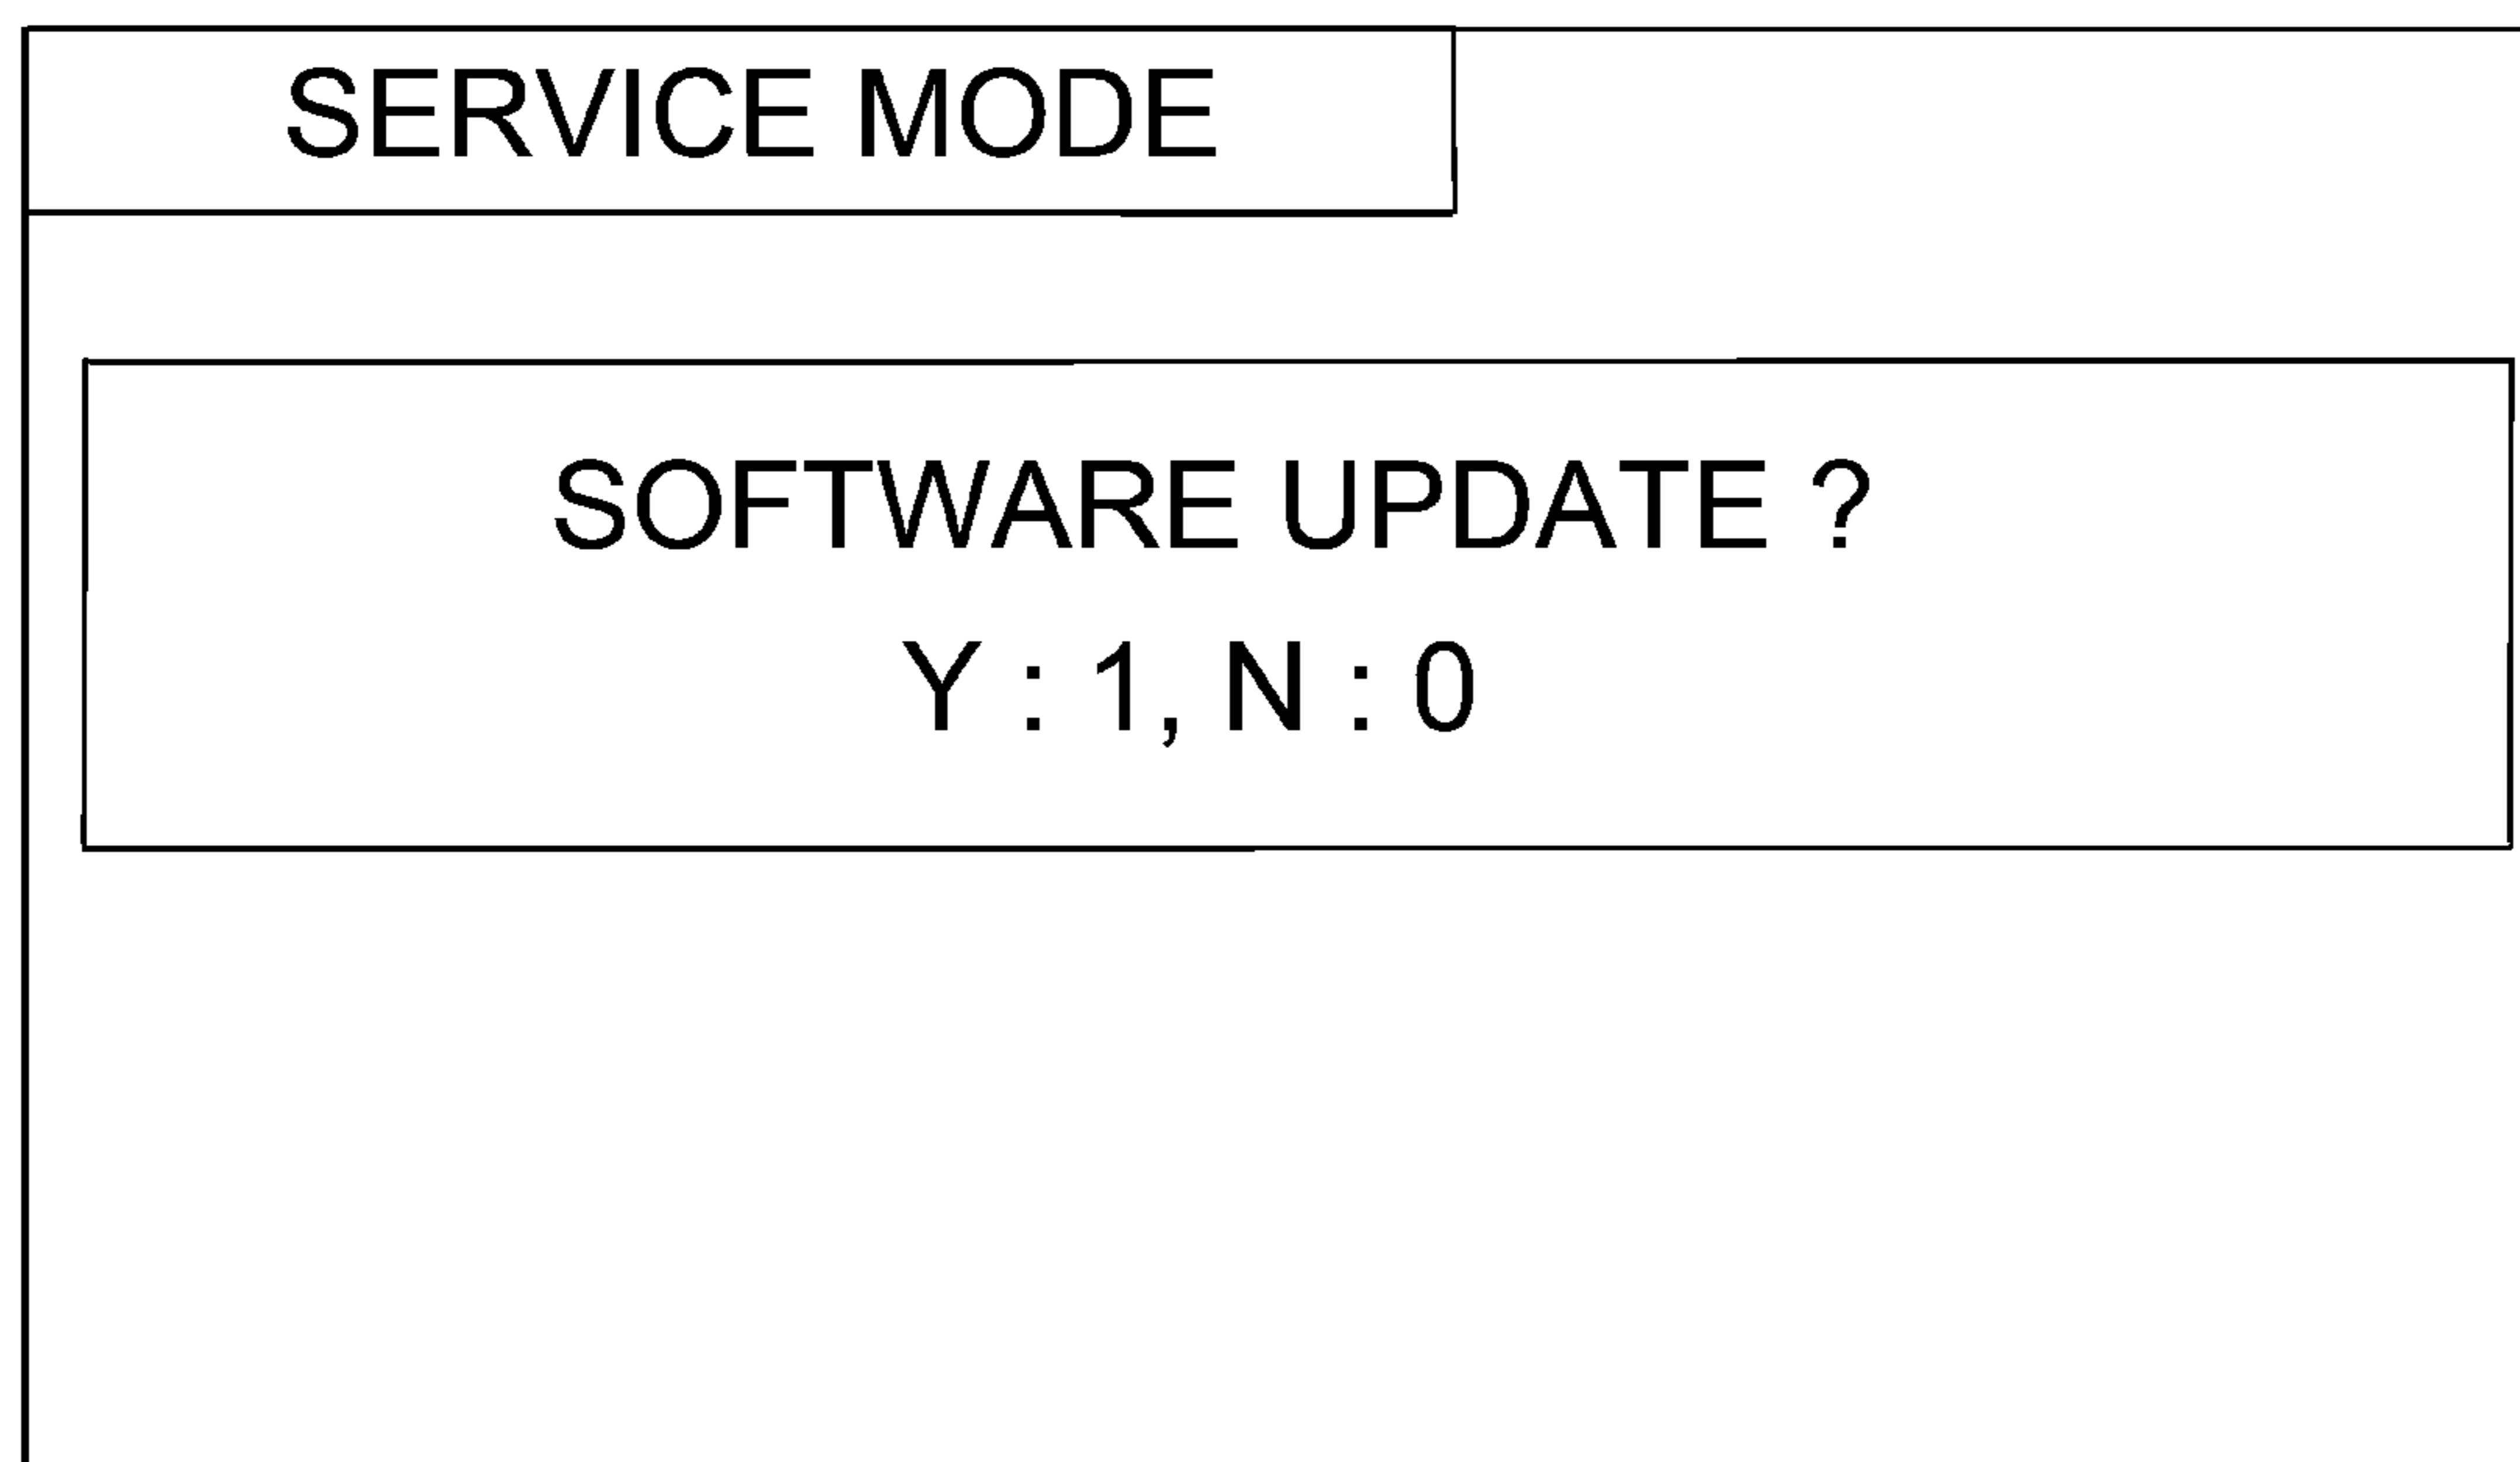 SERVICE MODE
SOFTWARE UPDATE ?
Y : 1, N : 0